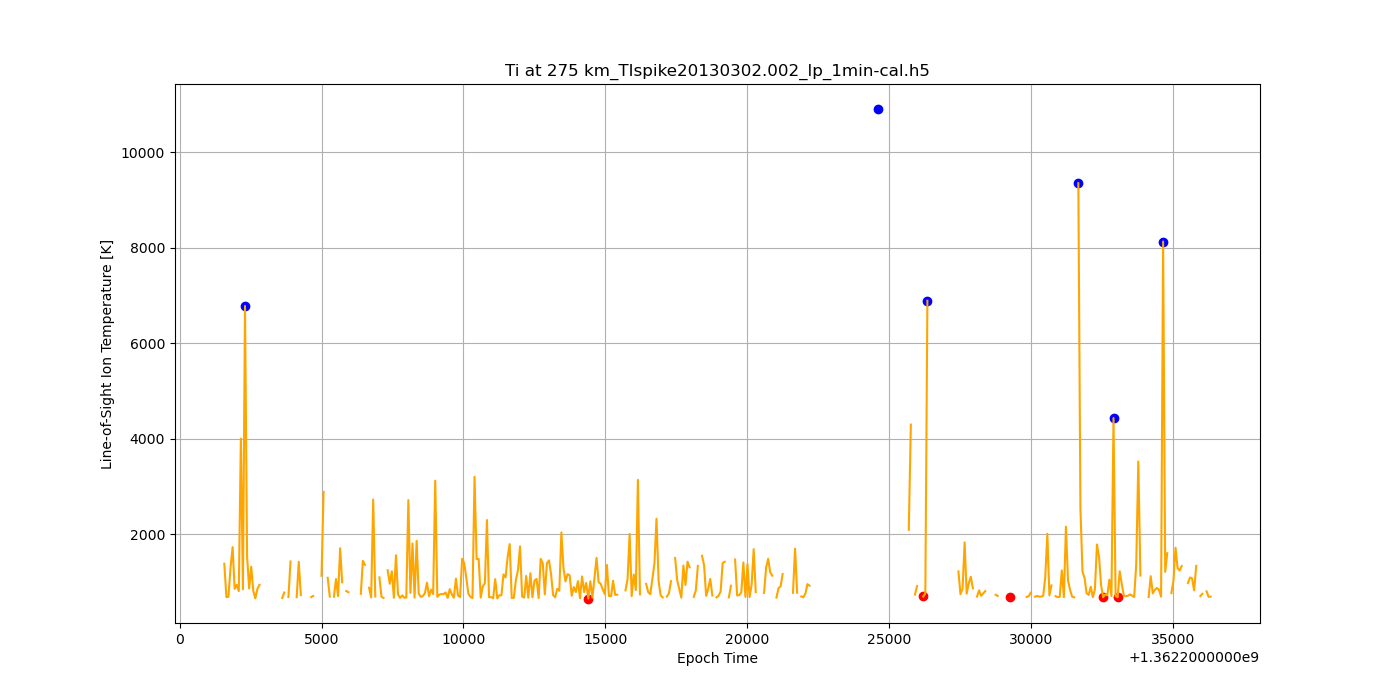 Ti at 275 km_TIspike20130302.002_lp_1min-cal.h5
Line-of-Sight Ion Temperature [K]
10000
8000
6000
4000
2000
0 5000 10000 15000 20000 25000 30000 35000
Epoch Time
+1.3622000000e9